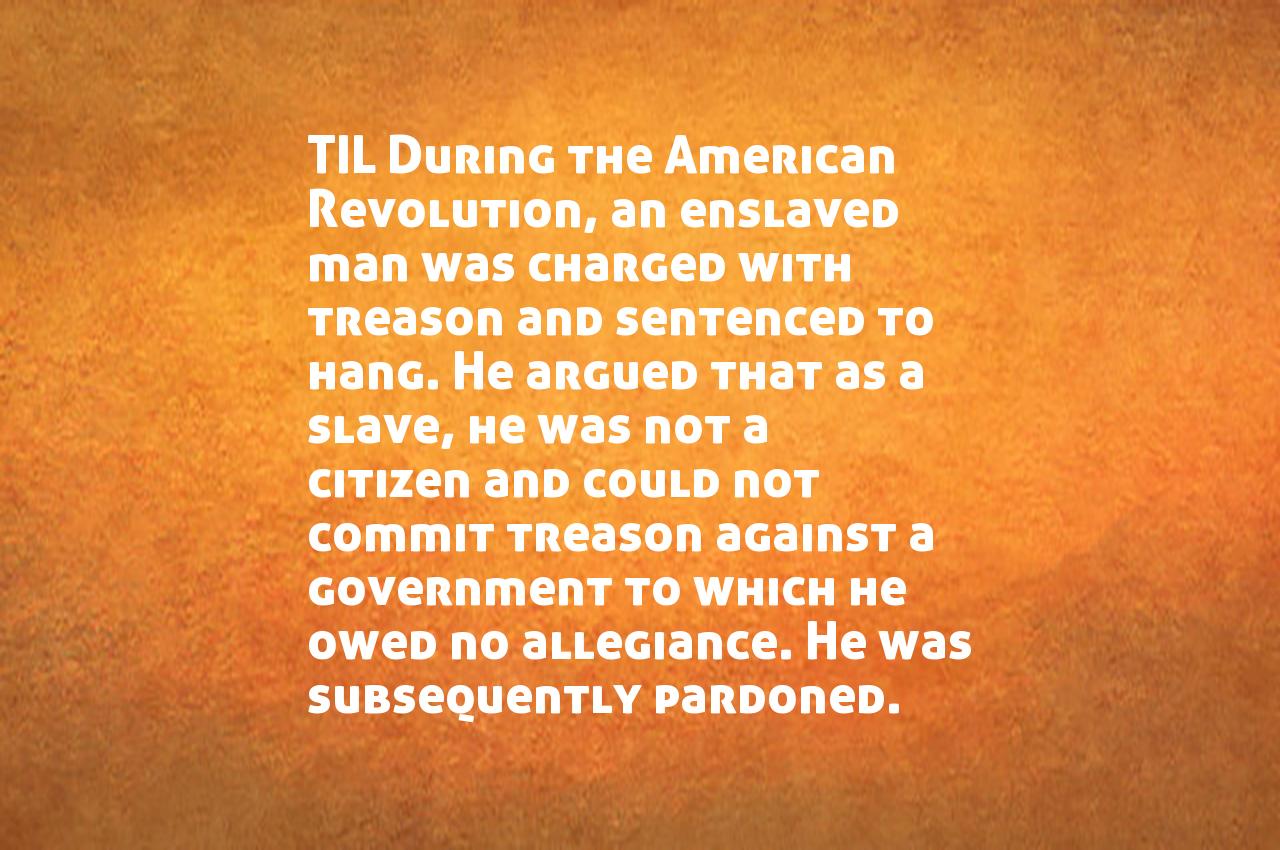 TIL During the American
Revolution, an enslaved
man was charged with
treason and sentenced to
hang. He argued that as a
slave, he was not a
citizen and could not
commit treason against a
government to which he
owed no allegiance. He was
subsequently pardoned.